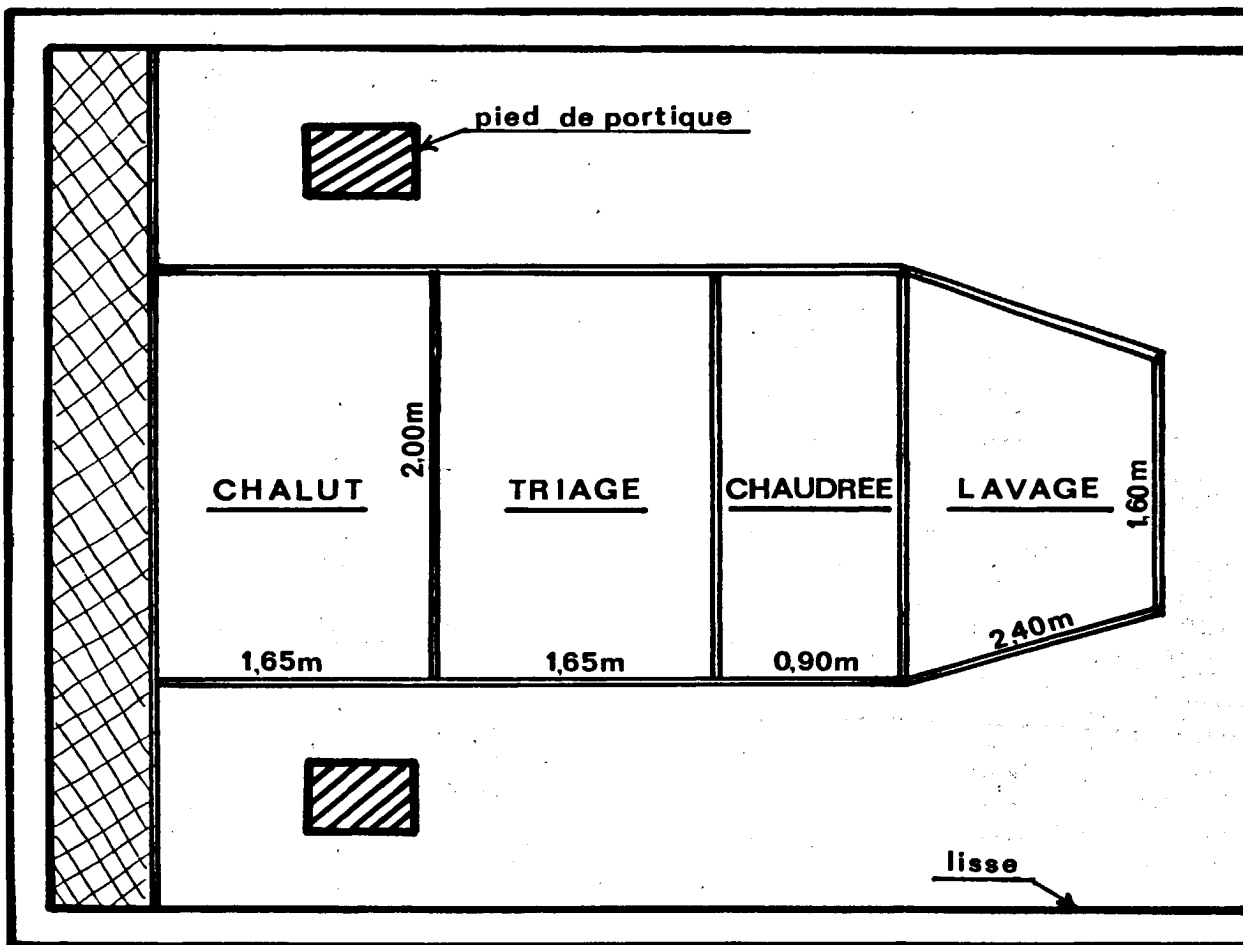 pied de portique
2,00m
CHALUT
TRIAGE
CHAUDREE
LAVAGE
1,60m
1,65m
1,65m
0,90m
2,40m
lisse